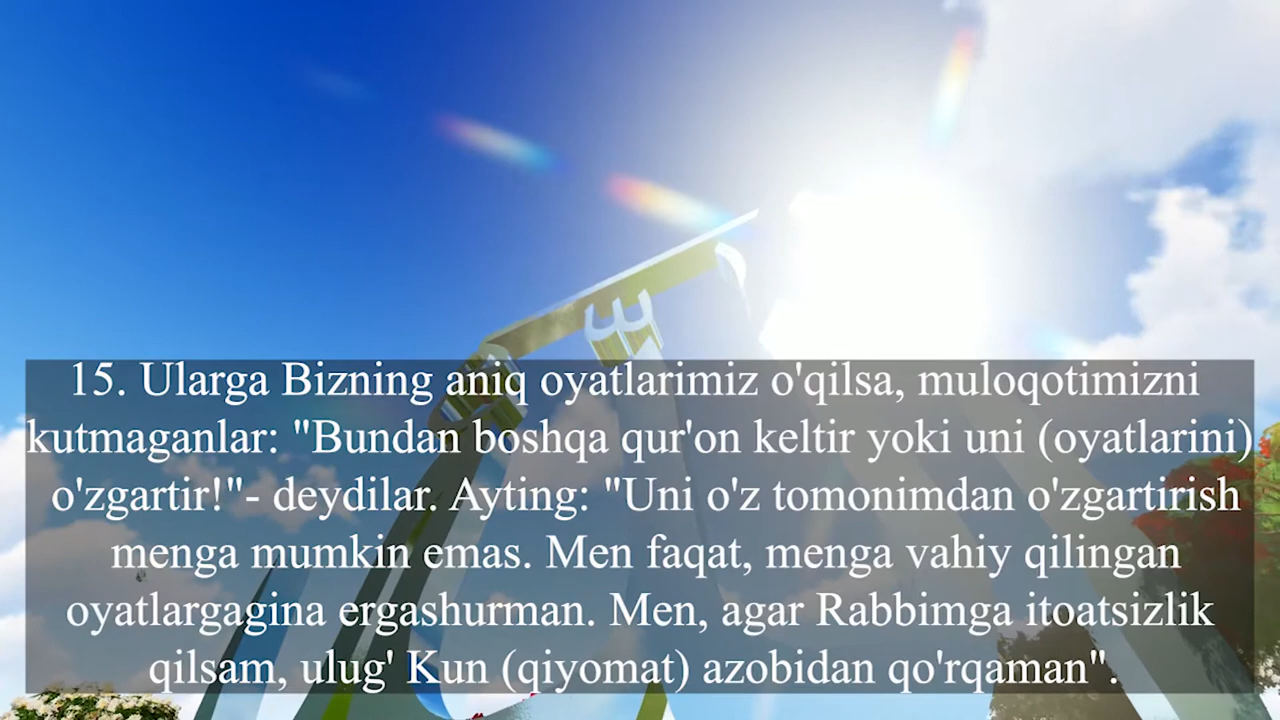 15. Ularga Bizning aniq oyatlarimiz o'qilsa, muloqotimizni
kutmaganlar: "Bundan boshqa qur'on keltir yoki uni (oyatlarini)
o'zgartir!"- deydilar. Ayting: "Uni o'z tomonimdan o'zgartirish
menga mumkin emas. Men faqat, menga vahiy qilingan
oyatlargagina ergashurman. Men, agar Rabbimga itoatsizlik
qilsam, ulug' Kun (qiyomat) azobidan qo'rqaman".